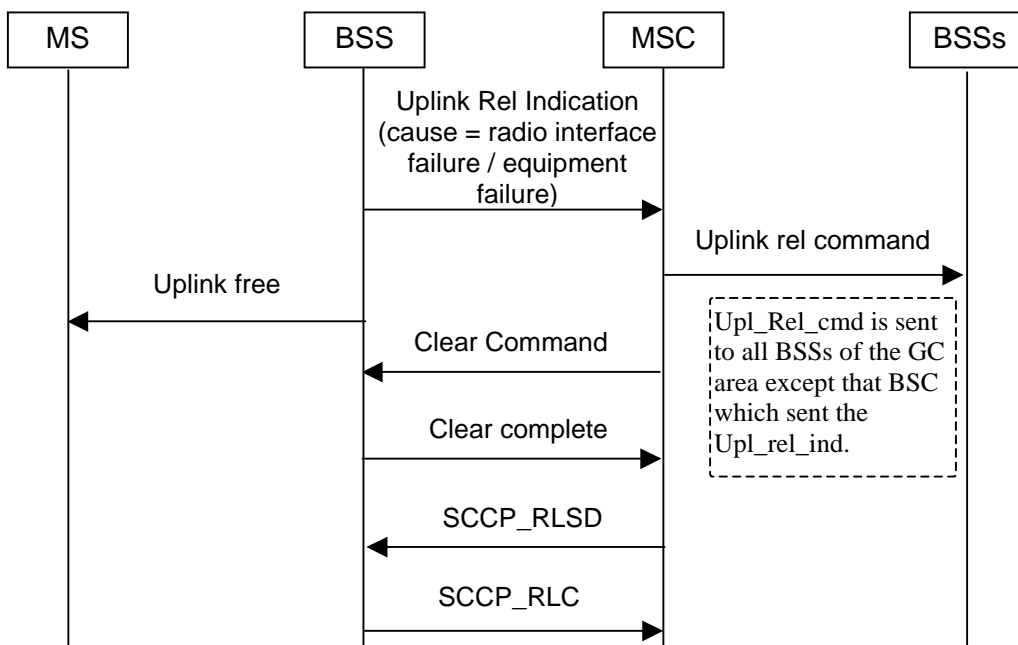 MS
BSS
MSC
BSSs
Uplink Rel Indication
(cause = radio interface
failure / equipment
failure)
Uplink rel command
Uplink free
Upl_Rel_cmd is sent
to all BSSs of the GC
area except that BSC
which sent the
Upl_rel_ind.
Clear Command
Clear complete
SCCP_RLSD
SCCP_RLC